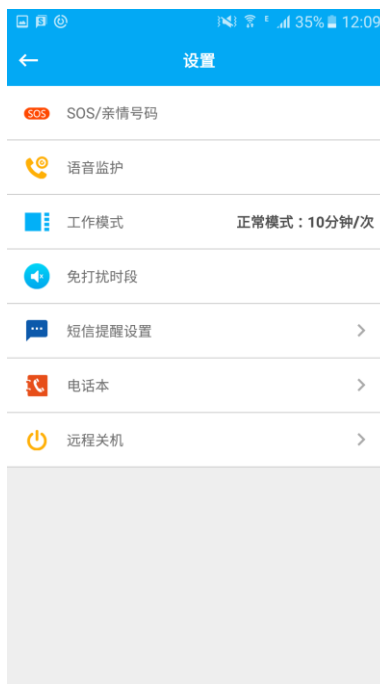 35% 12:09
设置
SOS SOS/亲情号码
语音监护
工作模式 正常模式：10分钟/次
免打扰时段
短信提醒设置
电话本
远程关机